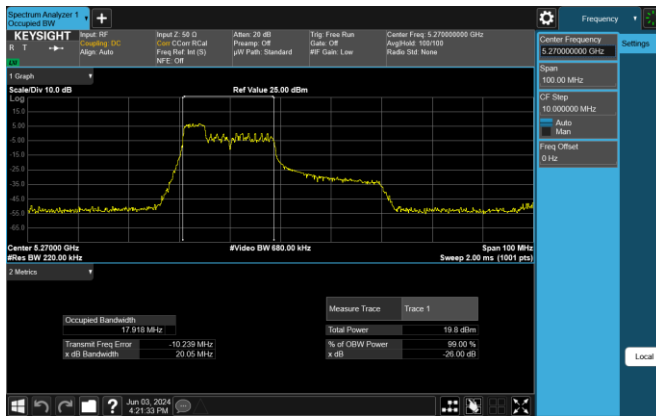 Spectrum Analyzer 1
Occupied BW
Frequency
KEYSIGHT
R T
Input: RF
Coupling: DC
Align: Auto
Input Z: 50 Ω
Corr CCorr RCal
Freq Ref: Int (S)
NFE: Off
Atten: 20 dB
Preamp: Off
µW Path: Standard
Trig: Free Run
Gate: Off
#IF Gain: Low
Center Freq: 5.270000000 GHz
Avg|Hold: 100/100
Radio Std: None
Center Frequency
5.270000000 GHz
Settings
Span
100.00 MHz
CF Step
10.000000 MHz
Auto
Man
Freq Offset
0 Hz
Local
1 Graph
Scale/Div 10.0 dB
Ref Value 25.00 dBm
Log
15.0
5.00
-5.00
-15.0
-25.0
-35.0
-45.0
-55.0
-65.0
Center 5.27000 GHz
#Video BW 680.00 kHz
Span 100 MHz
#Res BW 220.00 kHz
Sweep 2.00 ms (1001 pts)
2 Metrics
Occupied Bandwidth
17.918 MHz
Transmit Freq Error
-10.239 MHz
x dB Bandwidth
20.05 MHz
Measure Trace
Trace 1
Total Power
19.8 dBm
% of OBW Power
99.00 %
x dB
-26.00 dB
Jun 03, 2024
4:21:33 PM